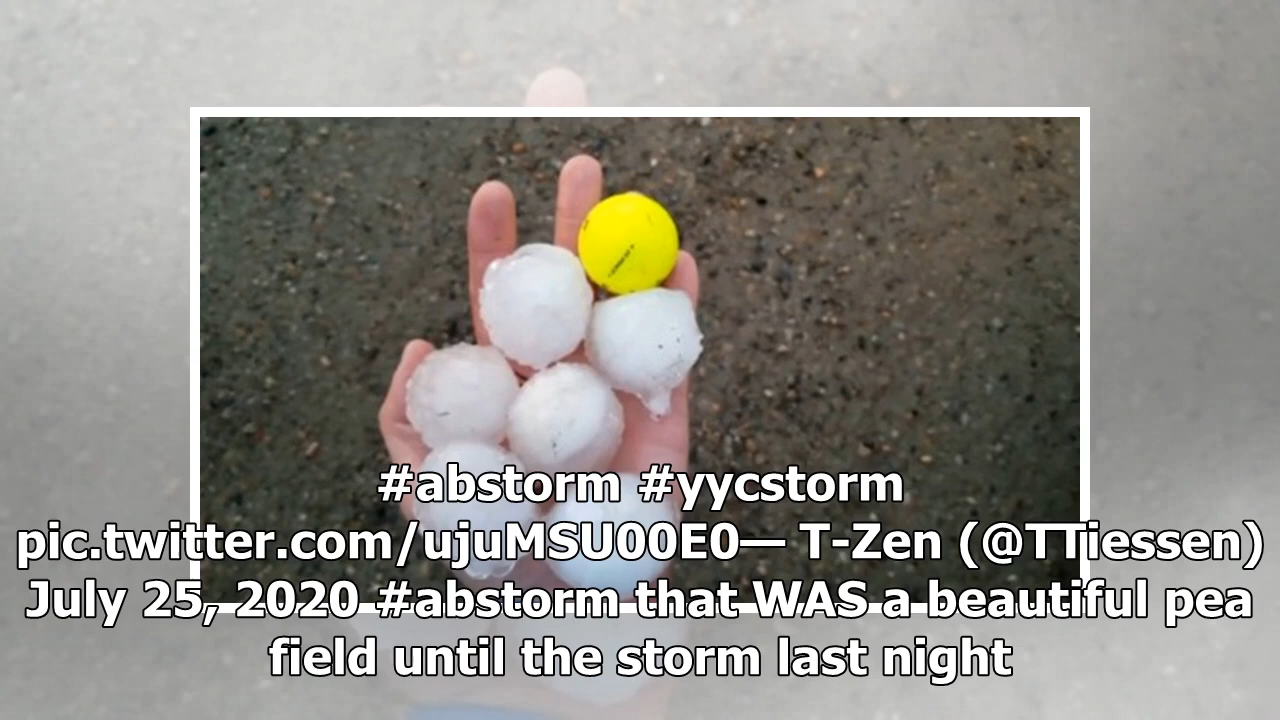 #abstorm #yycstorm
pic.twitter.com/ujuMSU00E0— T-Zen (@TTiessen)
July 25, 2020 #abstorm that WAS a beautiful pea
field until the storm last night